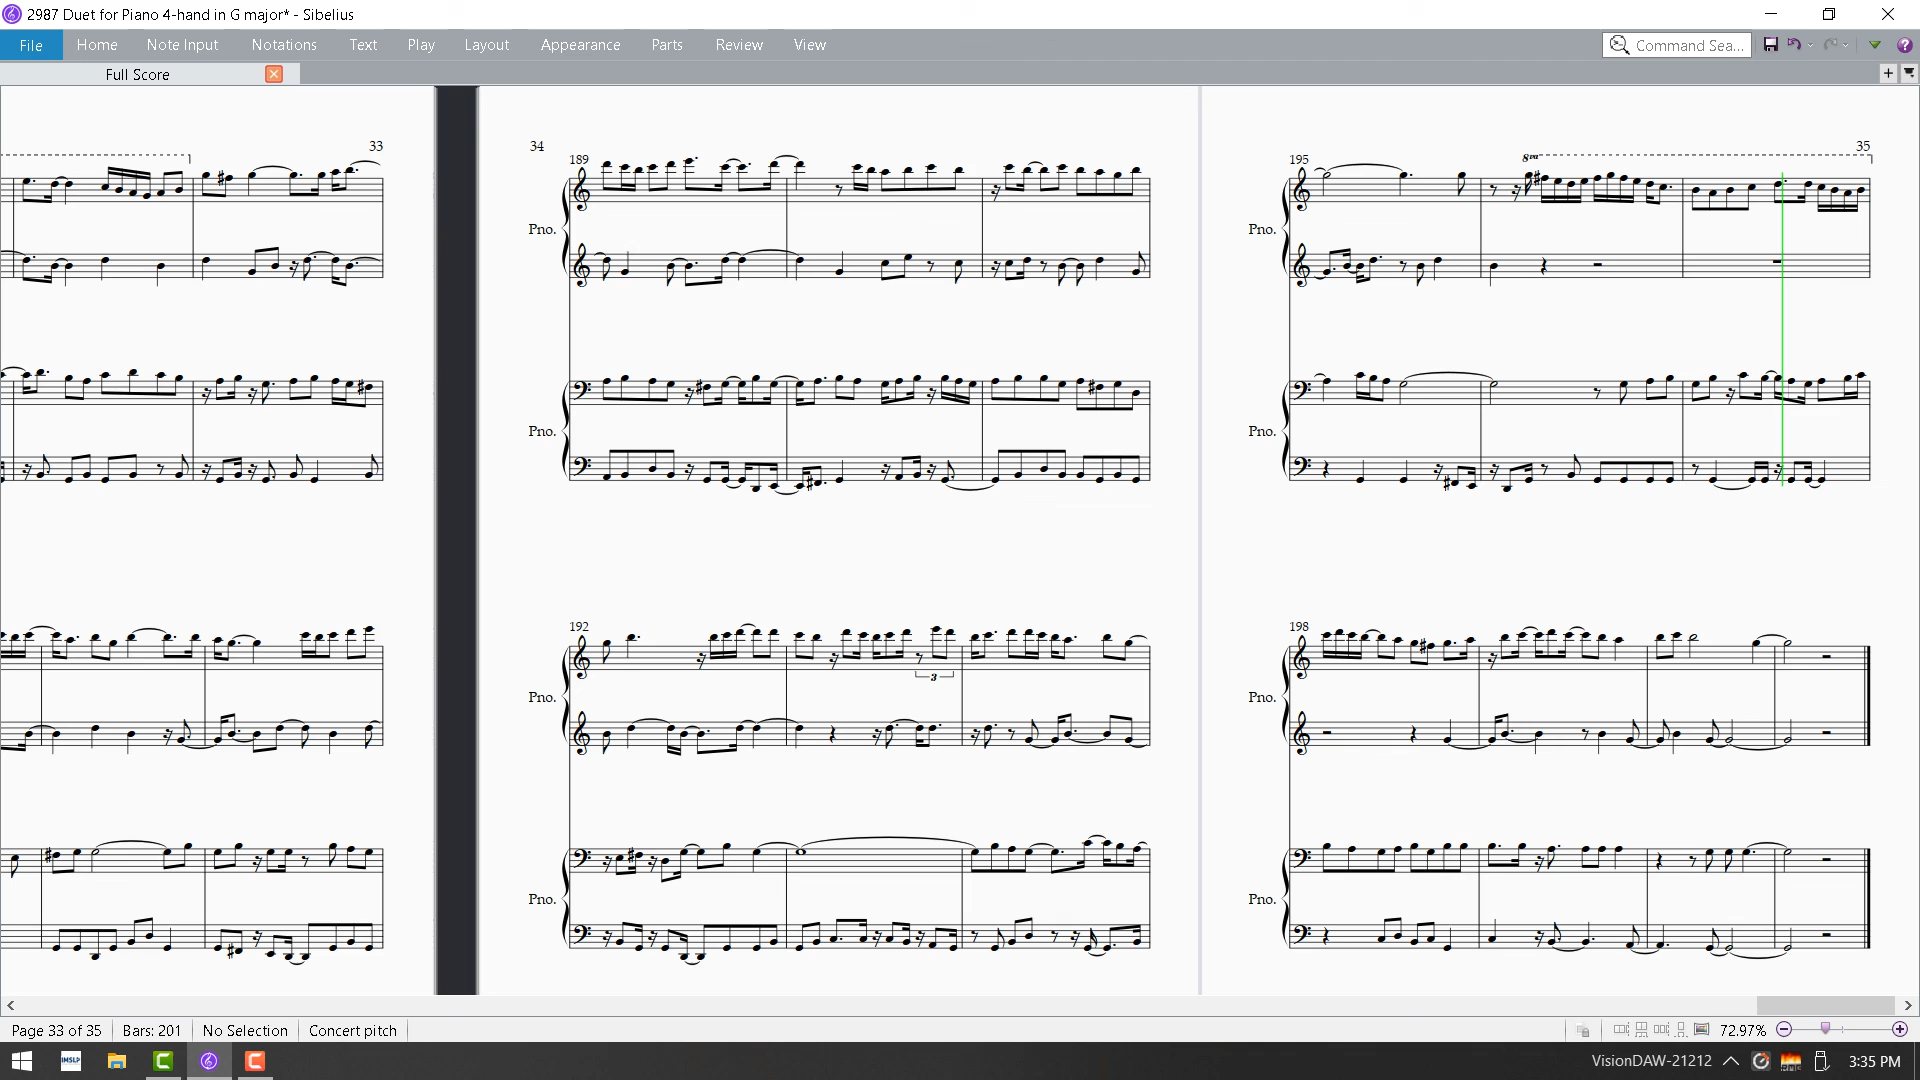 2987 Duet for Piano 4-hand in G major* - Sibelius
File Home Note Input Notations Text Play Layout Appearance Parts Review View Command Sea...
Full Score
33
34
35
189
195
8va
Pno.
Pno.
Pno.
Pno.
192
198
3
Pno.
Pno.
Pno.
Pno.
Page 33 of 35 Bars: 201 No Selection Concert pitch 72.97%
IMSLP VisionDAW-21212 3:35 PM